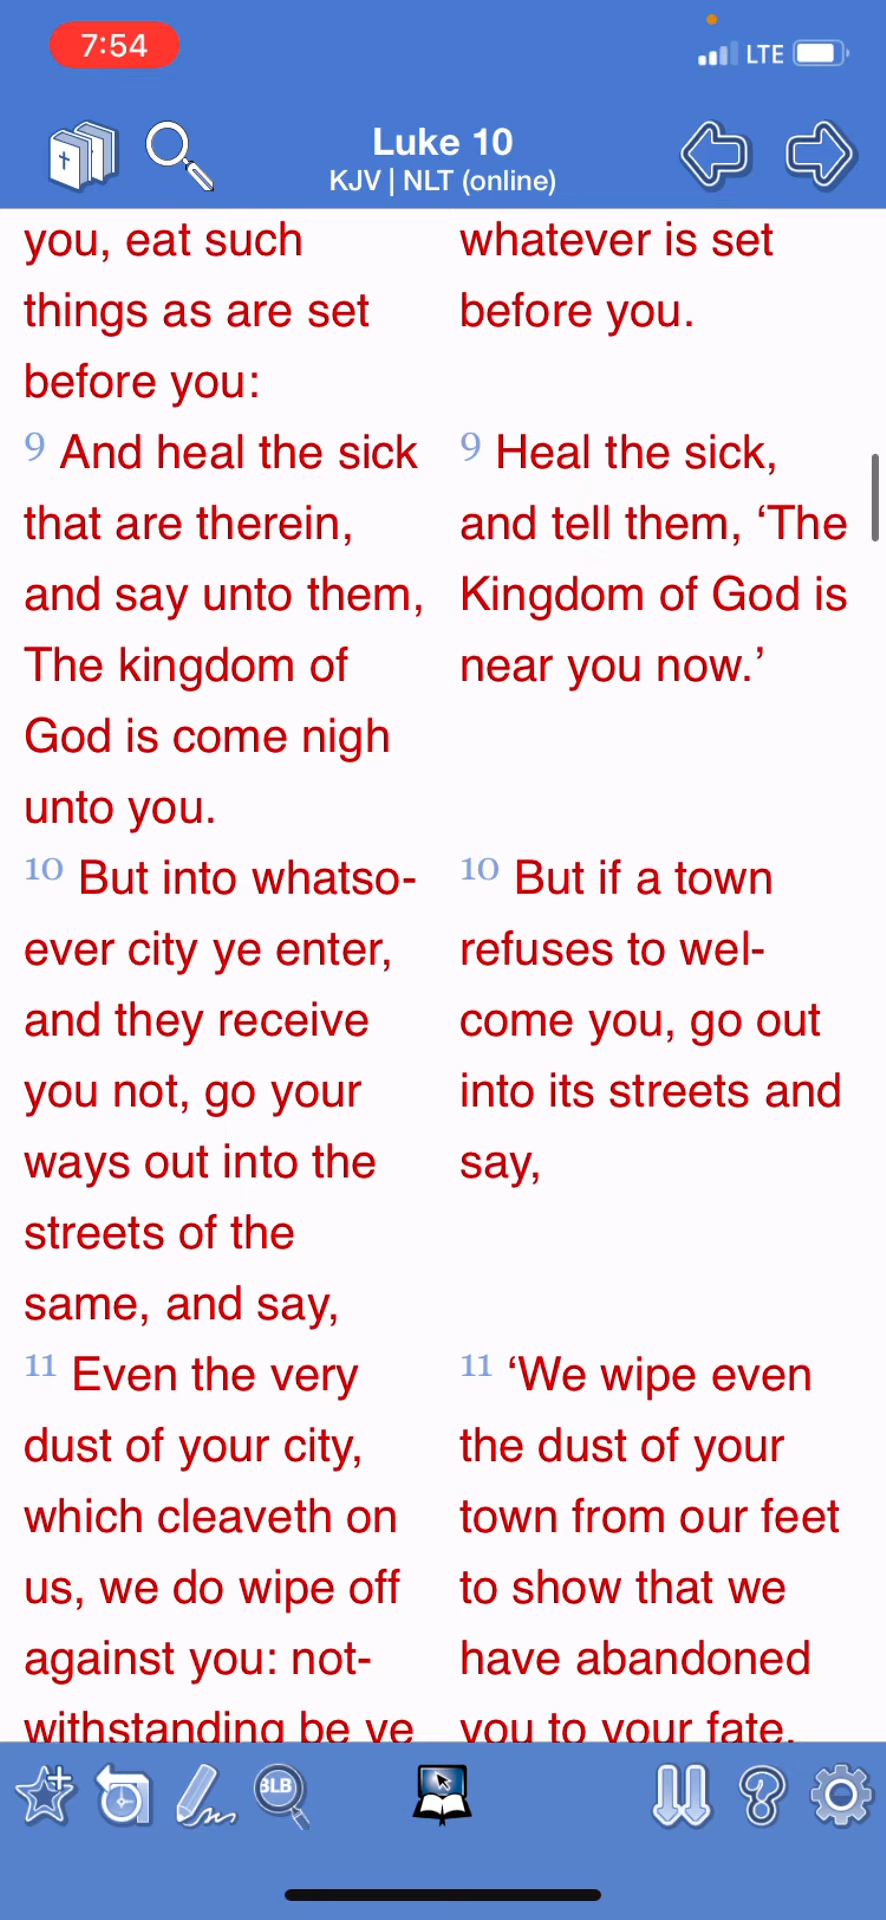 7:54
LTE
Luke 10
KJV | NLT (online)
you, eat such
things as are set
before you:
9 And heal the sick
that are therein,
and say unto them,
The kingdom of
God is come nigh
unto you.
10 But into whatso-
ever city ye enter,
and they receive
you not, go your
ways out into the
streets of the
same, and say,
11 Even the very
dust of your city,
which cleaveth on
us, we do wipe off
against you: not-
withstanding be ye
whatever is set
before you.
9 Heal the sick,
and tell them, ‘The
Kingdom of God is
near you now.’
10 But if a town
refuses to wel-
come you, go out
into its streets and
say,
11 ‘We wipe even
the dust of your
town from our feet
to show that we
have abandoned
you to your fate.
BLB